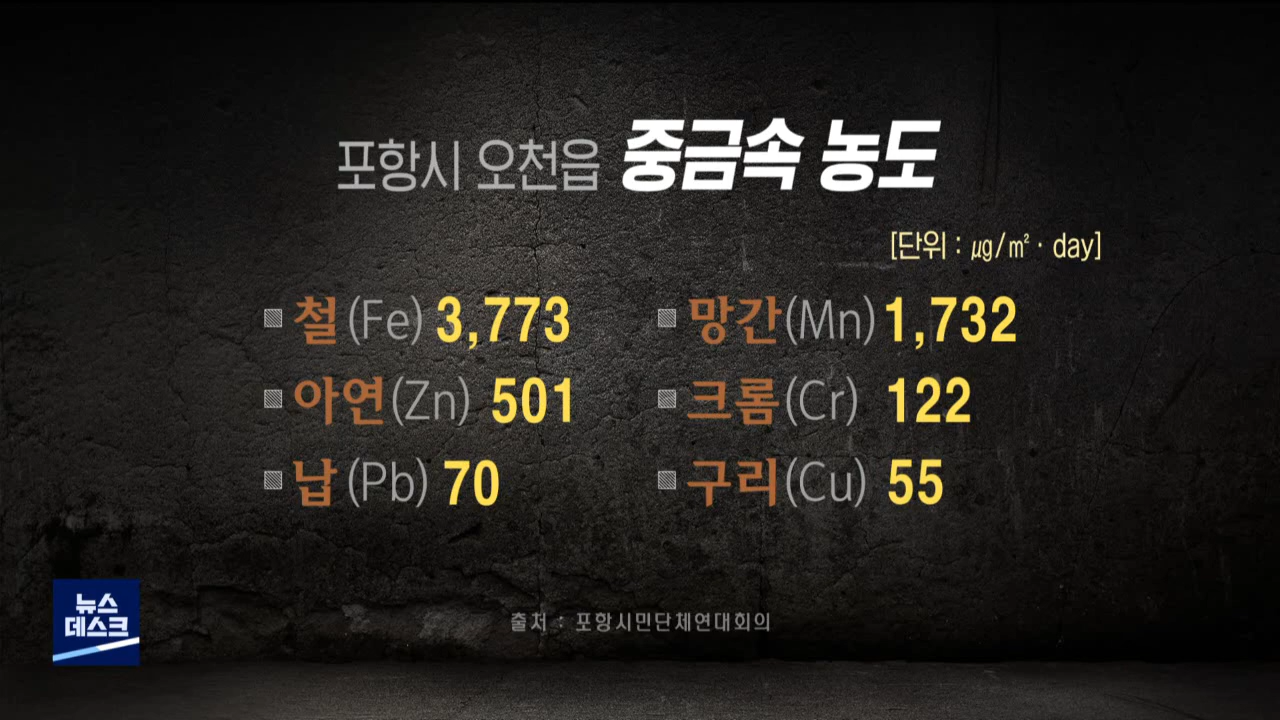 포항시 오천읍 중금속 농도
[단위 : ㎍/㎡· day]
철(Fe) 3,773
망간(Mn) 1,732
아연(Zn) 501
크롬(Cr) 122
납(Pb) 70
구리(Cu) 55
출처 : 포항시민단체연대회의
뉴스
데스크